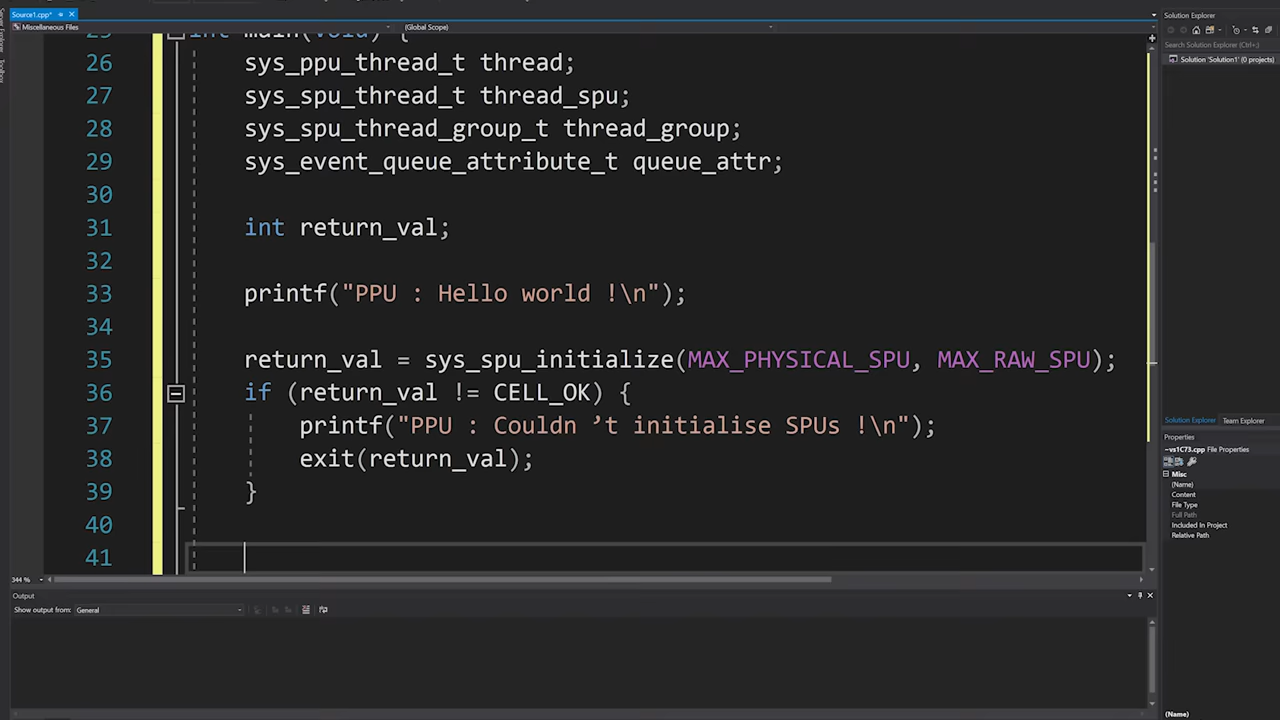 Source1.cpp*
Solution Explorer
Miscellaneous Files
(Global Scope)
Search Solution Explorer (Ctrl+;)
Solution 'Solution1' (0 projects)
Toolbox
25 int main(void) {
26 sys_ppu_thread_t thread;
27 sys_spu_thread_t thread_spu;
28 sys_spu_thread_group_t thread_group;
29 sys_event_queue_attribute_t queue_attr;
30
31 int return_val;
32
33 printf("PPU : Hello world !\n");
34
35 return_val = sys_spu_initialize(MAX_PHYSICAL_SPU, MAX_RAW_SPU);
36 if (return_val != CELL_OK) {
37 printf("PPU : Couldn ’t initialise SPUs !\n");
38 exit(return_val);
39 }
40
41
344 %
Solution Explorer Team Explorer
Properties
~vs1C73.cpp File Properties
Misc
(Name)
Content
File Type
Full Path
Included In Project
Relative Path
Output
Show output from: General
(Name)